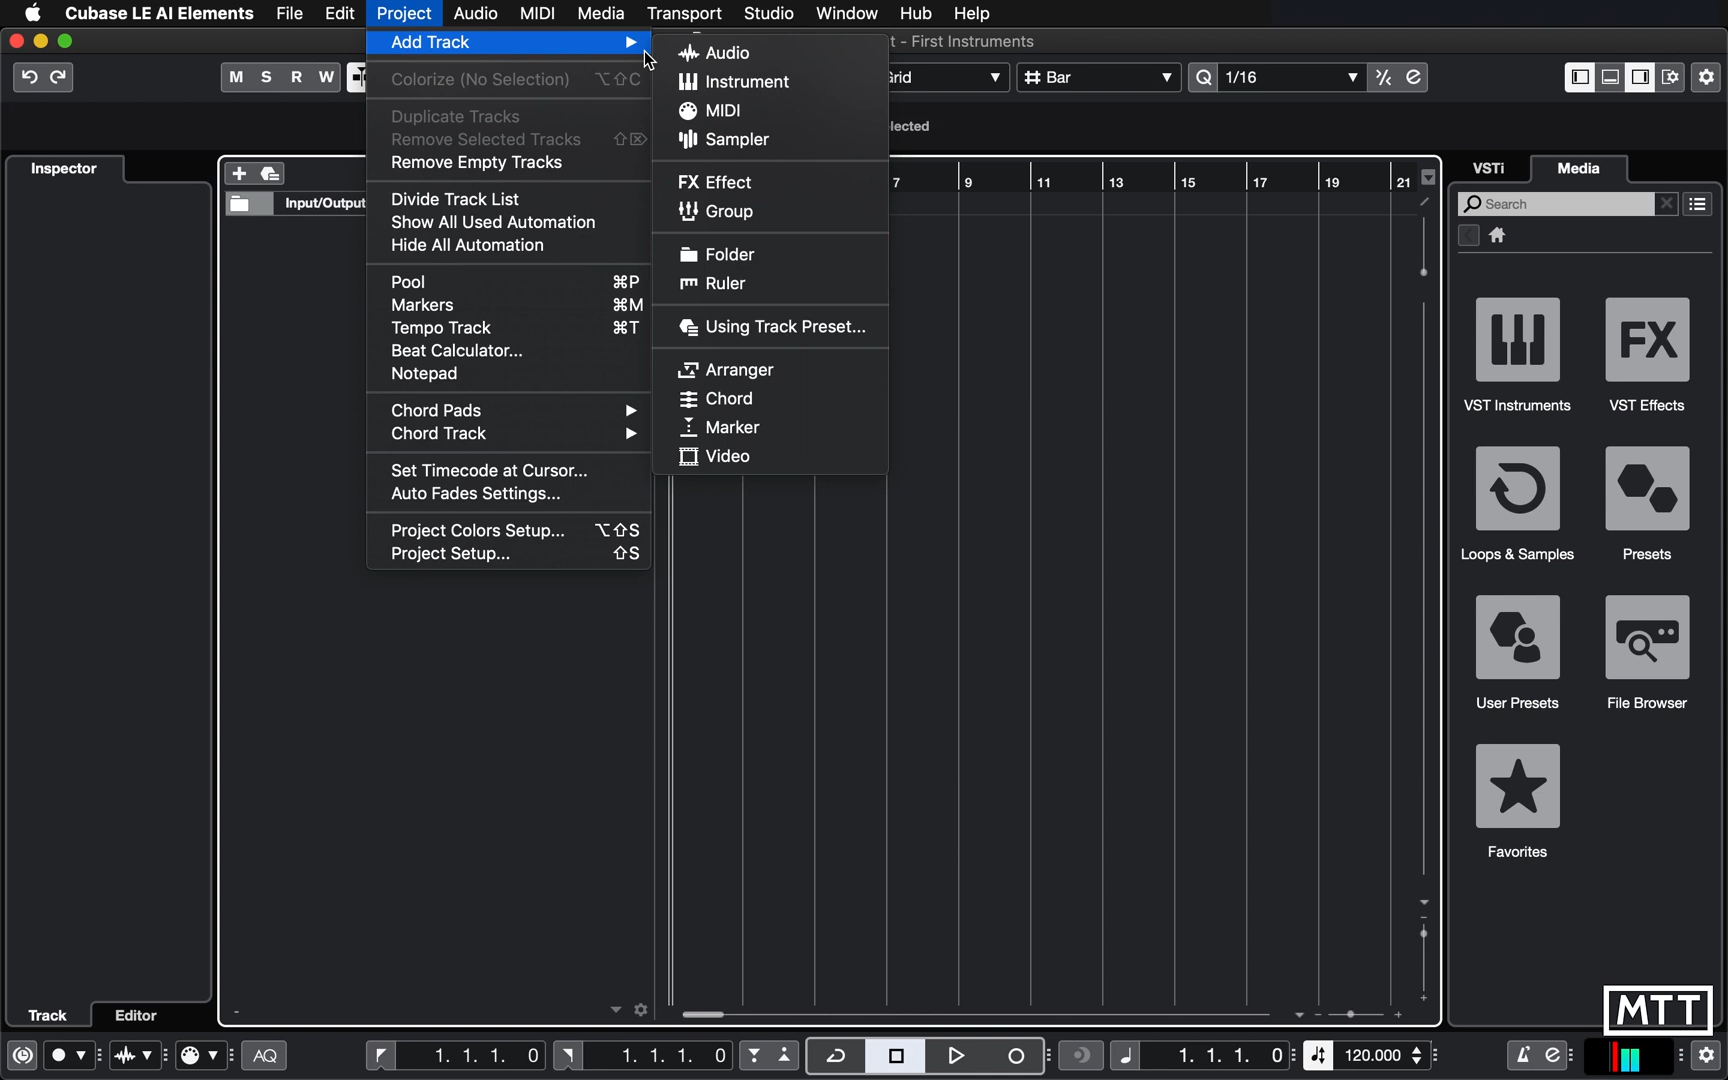 Cubase LE AI Elements File Edit Project Audio MIDI Media Transport Studio Window Hub Help
t - First Instruments
M S R W
Grid
Bar
Q 1/16
lected
Add Track
Colorize (No Selection) ⌥⇧C
Duplicate Tracks
Remove Selected Tracks ⇧⌦
Remove Empty Tracks
Divide Track List
Show All Used Automation
Hide All Automation
Pool ⌘P
Markers ⌘M
Tempo Track ⌘T
Beat Calculator...
Notepad
Chord Pads
Chord Track
Set Timecode at Cursor...
Auto Fades Settings...
Project Colors Setup... ⌥⇧S
Project Setup... ⇧S
Audio
Instrument
MIDI
Sampler
FX Effect
Group
Folder
Ruler
Using Track Preset...
Arranger
Chord
Marker
Video
Inspector
Input/Output
7 9 11 13 15 17 19 21
VSTi Media
Search
FX
VST Instruments VST Effects
Loops & Samples Presets
User Presets File Browser
Favorites
MTT
Track Editor
AQ
1. 1. 1. 0
1. 1. 1. 0
1. 1. 1. 0
120.000